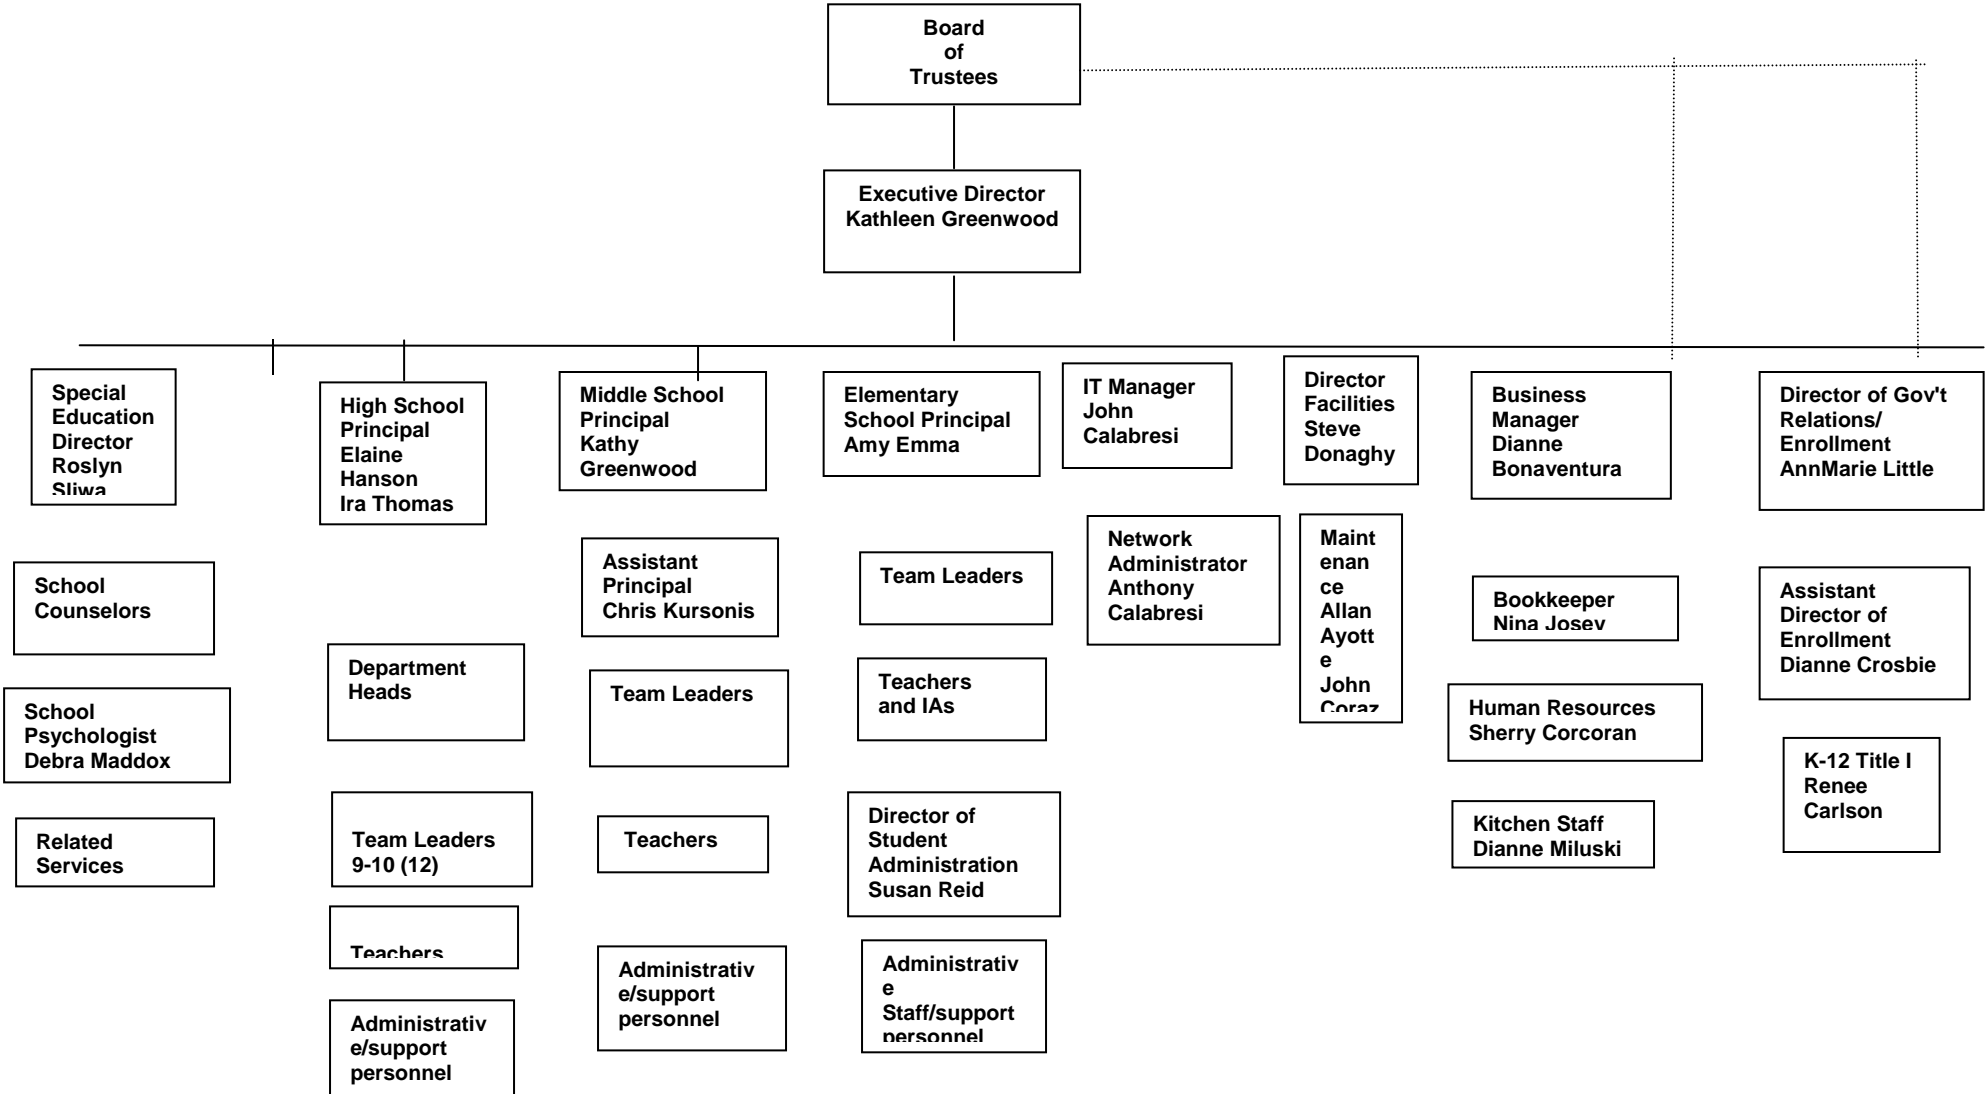 Board
of
Trustees
Executive Director
Kathleen Greenwood
Special
Education
Director
Roslyn
Sliwa
High School
Principal
Elaine
Hanson
Ira Thomas
Middle School
Principal
Kathy
Greenwood
Elementary
School Principal
Amy Emma
IT Manager
John
Calabresi
Director
Facilities
Steve
Donaghy
Business
Manager
Dianne
Bonaventura
Director of Gov't
Relations/
Enrollment
AnnMarie Little
School
Counselors
School
Psychologist
Debra Maddox
Related
Services
Department
Heads
Team Leaders
9-10 (12)
Teachers
Administrativ
e/support
personnel
Assistant
Principal
Chris Kursonis
Team Leaders
Teachers
Administrativ
e/support
personnel
Team Leaders
Teachers
and IAs
Director of
Student
Administration
Susan Reid
Administrativ
e
Staff/support
personnel
Network
Administrator
Anthony
Calabresi
Maint
enan
ce
Allan
Ayott
e
John
Coraz
Bookkeeper
Nina Josey
Human Resources
Sherry Corcoran
Kitchen Staff
Dianne Miluski
Assistant
Director of
Enrollment
Dianne Crosbie
K-12 Title I
Renee
Carlson